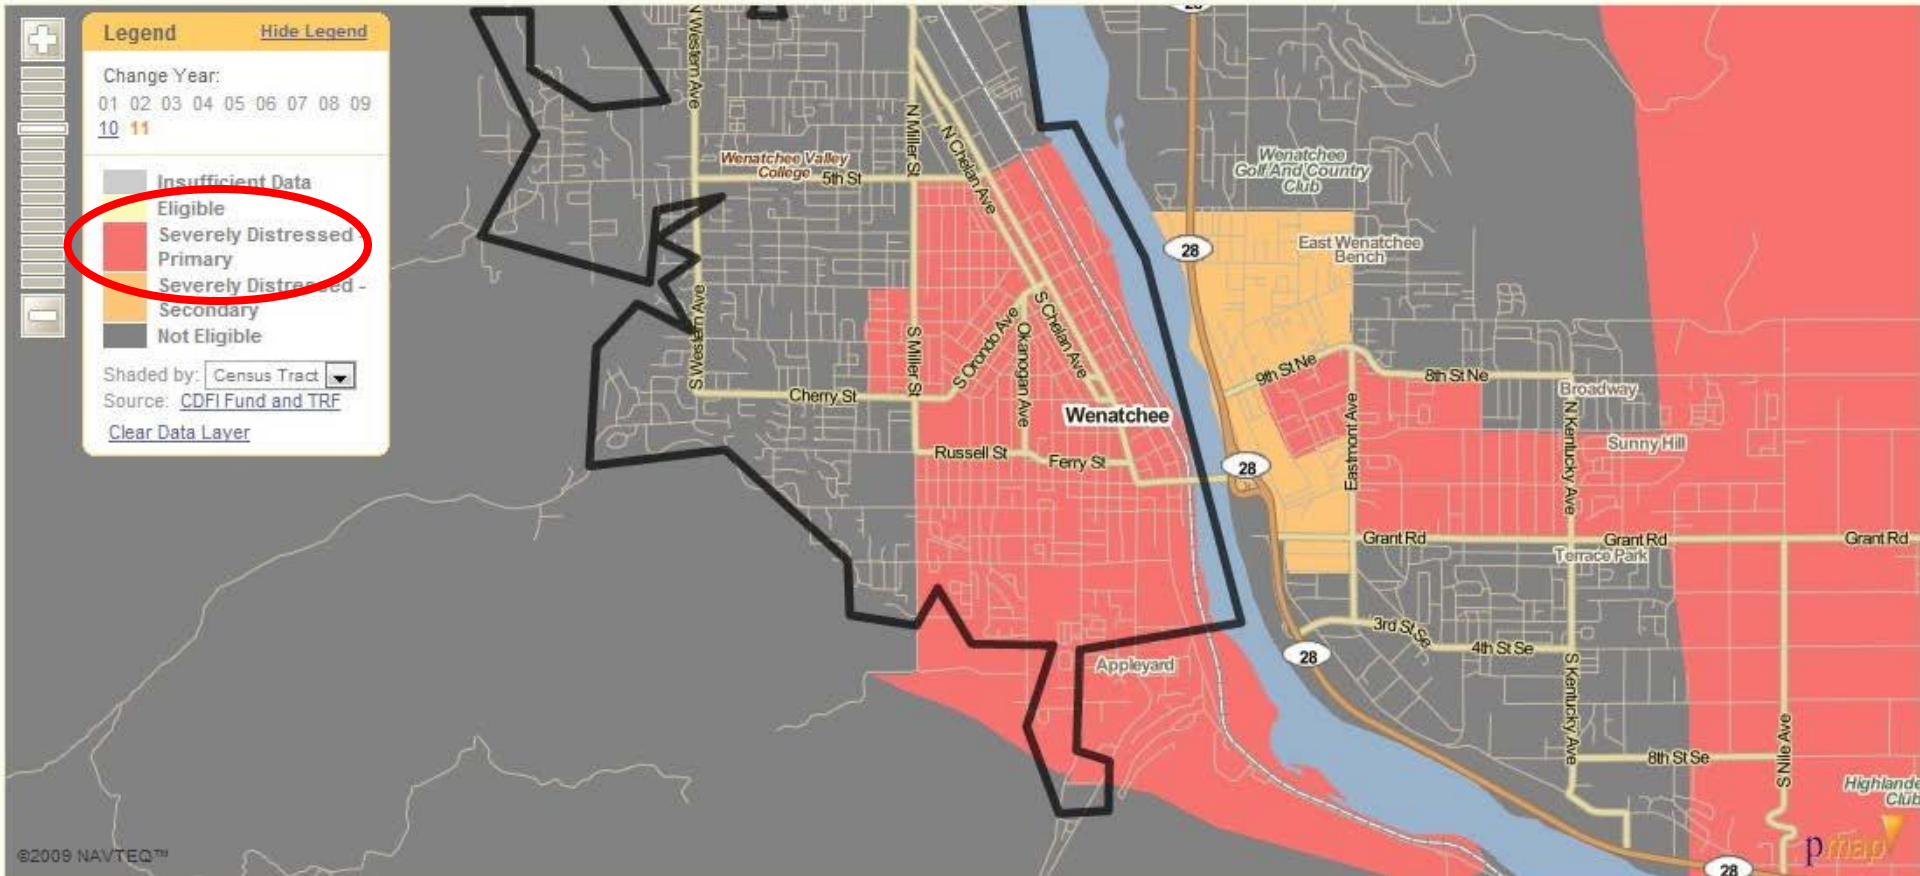 Legend Hide Legend
Change Year:
01 02 03 04 05 06 07 08 09
10 11
Insufficient Data
Eligible
Severely Distressed -
Primary
Severely Distressed -
Secondary
Not Eligible
Shaded by: Census Tract
Source: CDFI Fund and TRF
Clear Data Layer
N Western Ave
N Miller St
N Chelan Ave
Wenatchee Valley
College
5th St
Wenatchee
Golf And Country
Club
28
28
East Wenatchee
Bench
S Western Ave
S Miller St
S Orondo Ave
Okanogan Ave
S Chelan Ave
Cherry St
Wenatchee
9th St Ne
8th St Ne
Broadway
Eastmont Ave
N Kentucky Ave
Sunny Hill
Russell St
Ferry St
28
Grant Rd
Grant Rd
Grant Rd
Terrace Park
3rd St Se
4th St Se
28
Appleyard
S Kentucky Ave
S Nile Ave
8th St Se
Highlande
Club
©2009 NAVTEQ™
pmap
28